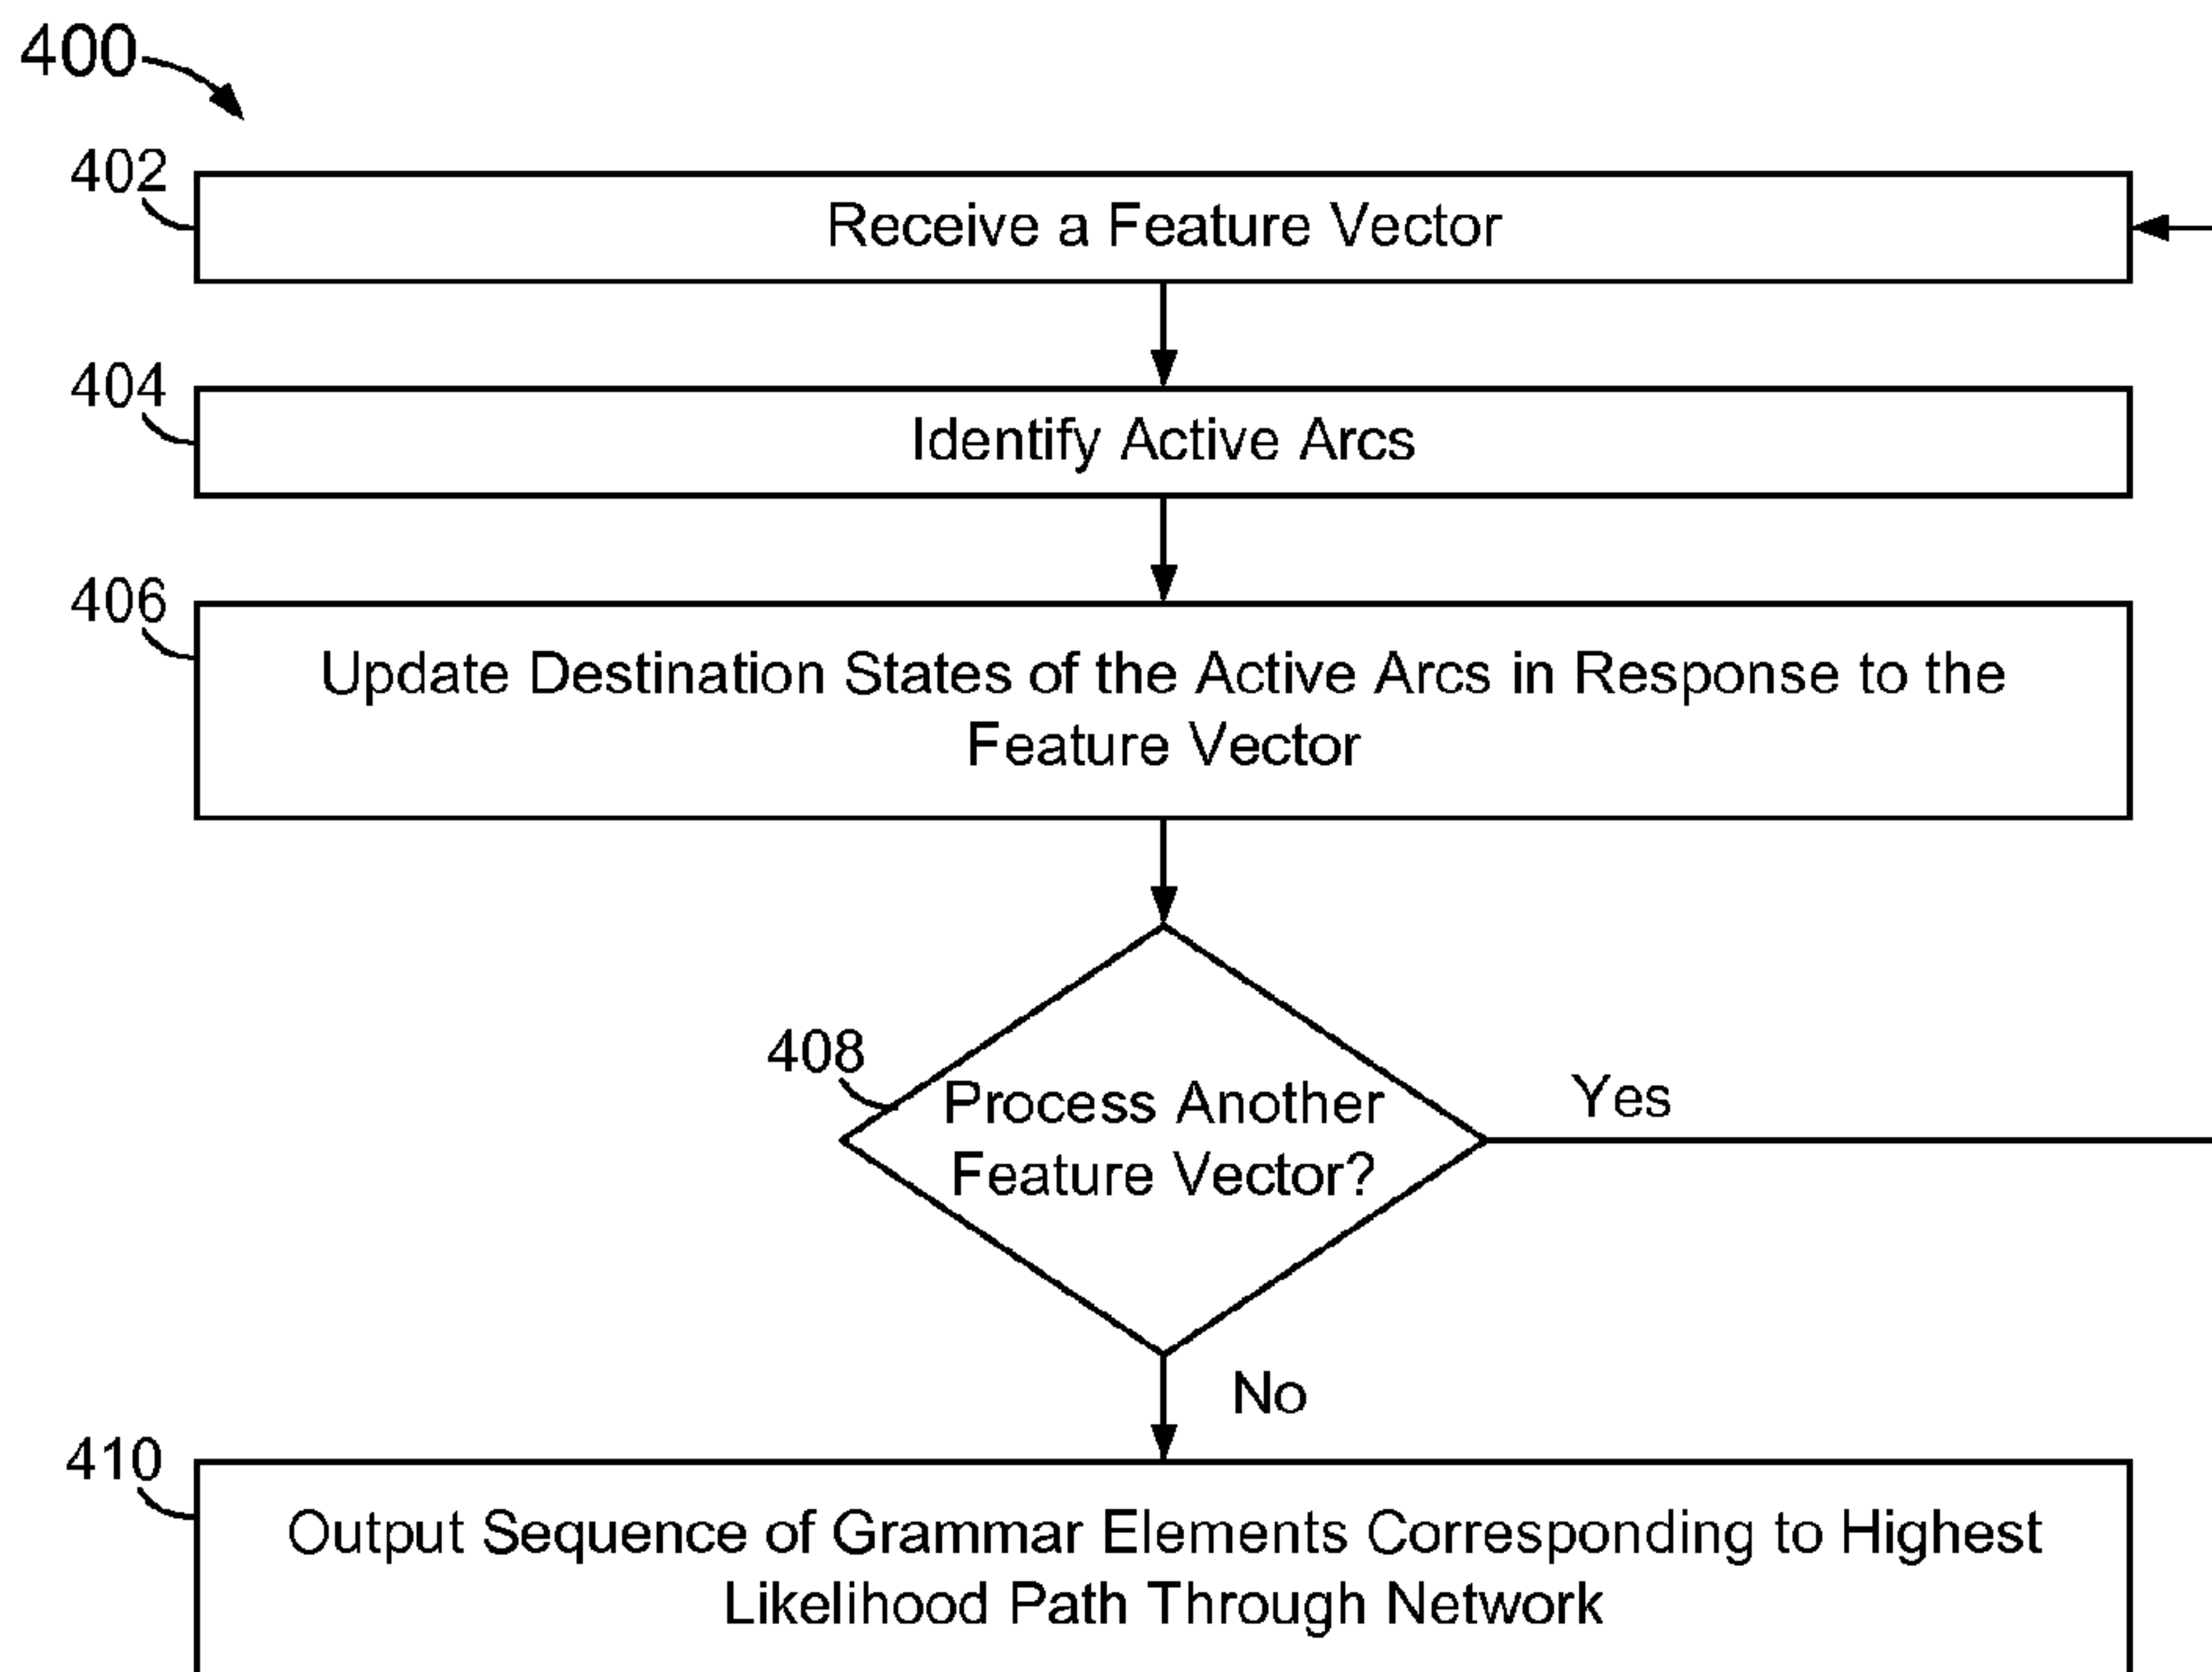 400
402
Receive a Feature Vector
404
Identify Active Arcs
406
Update Destination States of the Active Arcs in Response to the
Feature Vector
408
Process Another
Feature Vector?
Yes
No
410
Output Sequence of Grammar Elements Corresponding to Highest
Likelihood Path Through Network